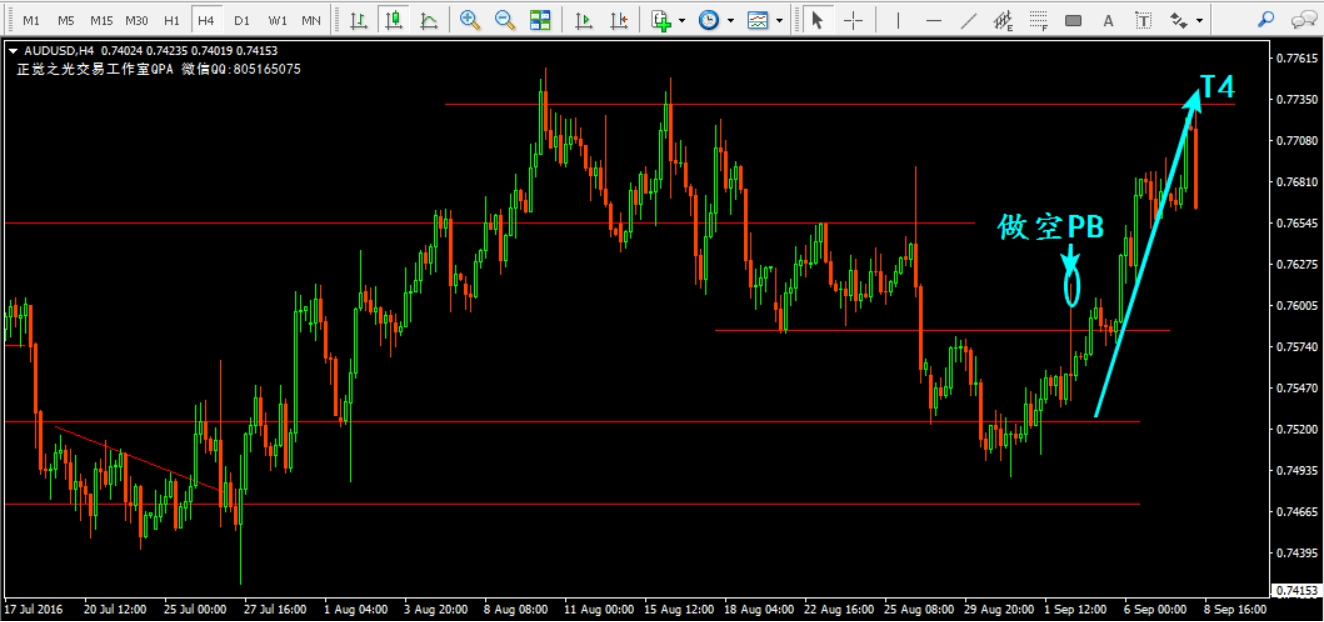 M1 M5 M15 M30 H1 H4 D1 W1 MN E F A T
AUDUSD,H4 0.74024 0.74235 0.74019 0.74153
正觉之光交易工作室QPA 微信QQ:805165075
T4
做空PB
0.77615
0.77350
0.77080
0.76810
0.76545
0.76275
0.76005
0.75740
0.75470
0.75200
0.74935
0.74665
0.74395
0.74153
17 Jul 2016 20 Jul 12:00 25 Jul 00:00 27 Jul 16:00 1 Aug 04:00 3 Aug 20:00 8 Aug 08:00 11 Aug 00:00 15 Aug 12:00 18 Aug 04:00 22 Aug 16:00 25 Aug 08:00 29 Aug 20:00 1 Sep 12:00 6 Sep 00:00 8 Sep 16:00